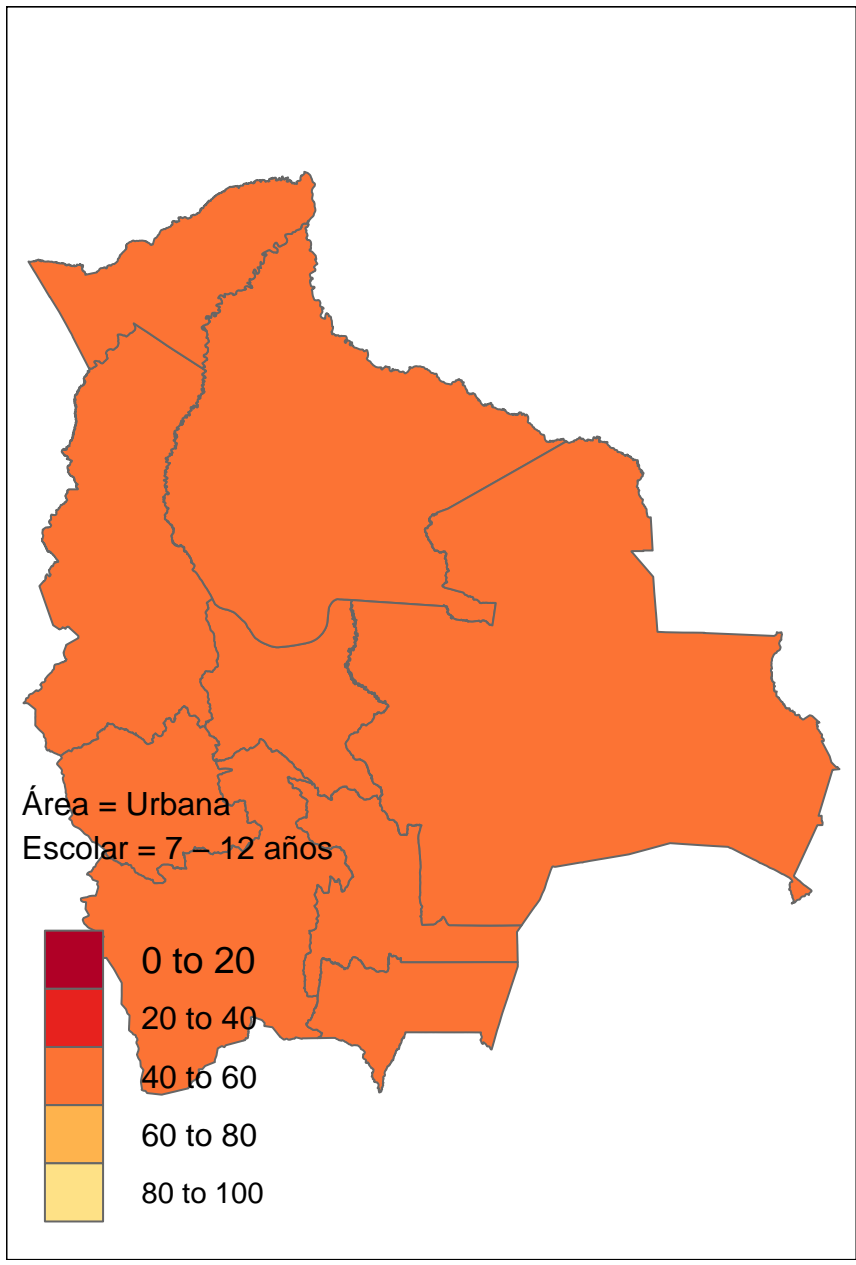 Área = Urbana
Escolar = 7 – 12 años
0 to 20
20 to 40
40 to 60
60 to 80
80 to 100